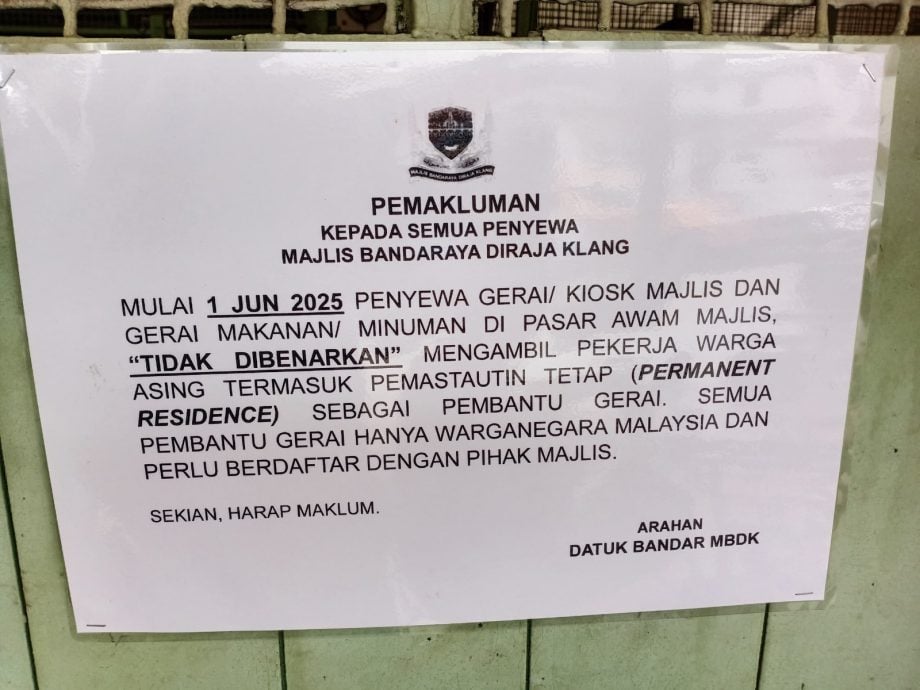 MAJLIS BANDARAYA DIRAJA KLANG
PEMAKLUMAN
KEPADA SEMUA PENYEWA
MAJLIS BANDARAYA DIRAJA KLANG
MULAI 1 JUN 2025 PENYEWA GERAI/ KIOSK MAJLIS DAN
GERAI MAKANAN/ MINUMAN DI PASAR AWAM MAJLIS,
“TIDAK DIBENARKAN” MENGAMBIL PEKERJA WARGA
ASING TERMASUK PEMASTAUTIN TETAP (PERMANENT
RESIDENCE) SEBAGAI PEMBANTU GERAI. SEMUA
PEMBANTU GERAI HANYA WARGANEGARA MALAYSIA DAN
PERLU BERDAFTAR DENGAN PIHAK MAJLIS.
SEKIAN, HARAP MAKLUM.
ARAHAN
DATUK BANDAR MBDK